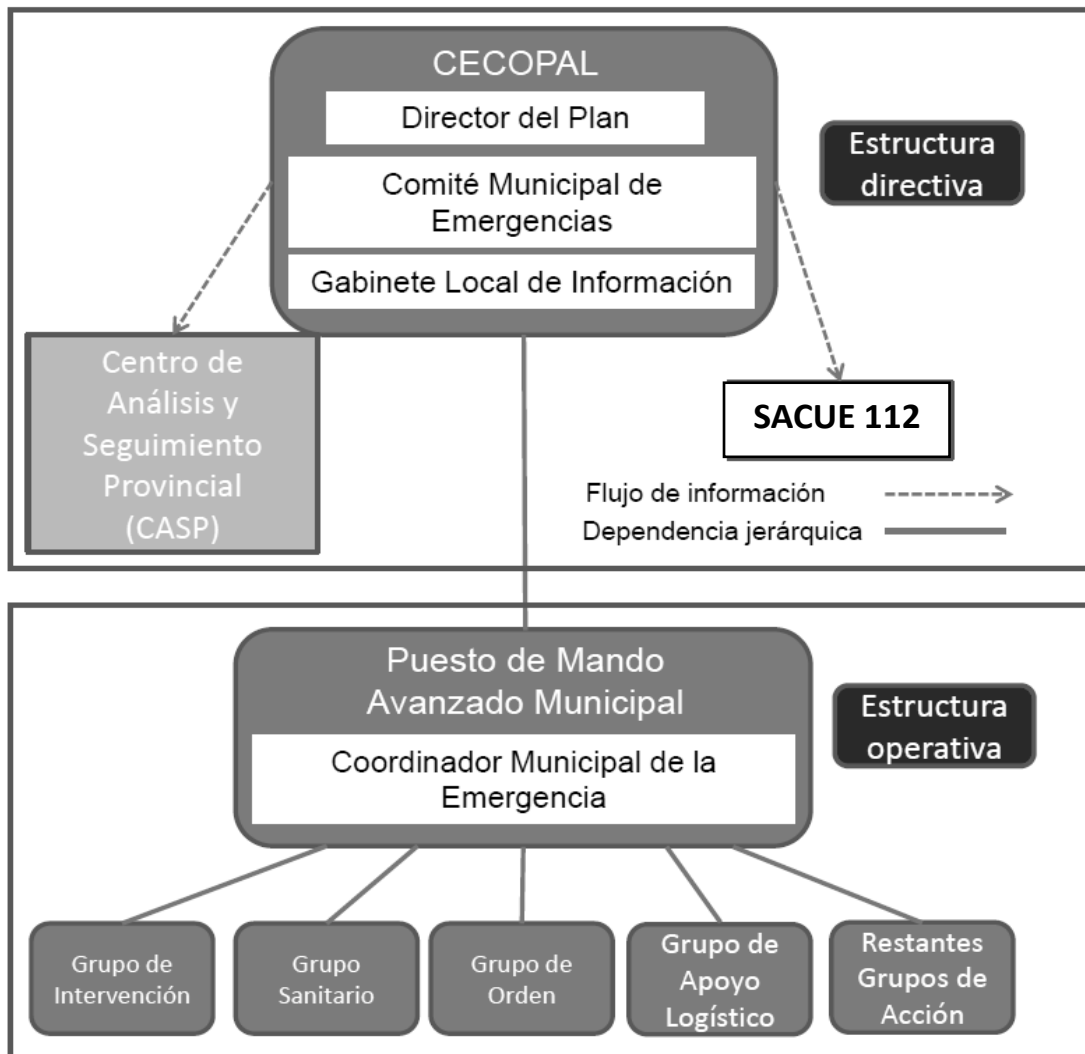 CECOPAL
Director del Plan
Comité Municipal de
Emergencias
Gabinete Local de Información
Estructura
directiva
Centro de
Análisis y
Seguimiento
Provincial
(CASP)
SACUE 112
Flujo de información
Dependencia jerárquica
Puesto de Mando
Avanzado Municipal
Coordinador Municipal de la
Emergencia
Estructura
operativa
Grupo de
Intervención
Grupo
Sanitario
Grupo de
Orden
Grupo de
Apoyo
Logístico
Restantes
Grupos de
Acción